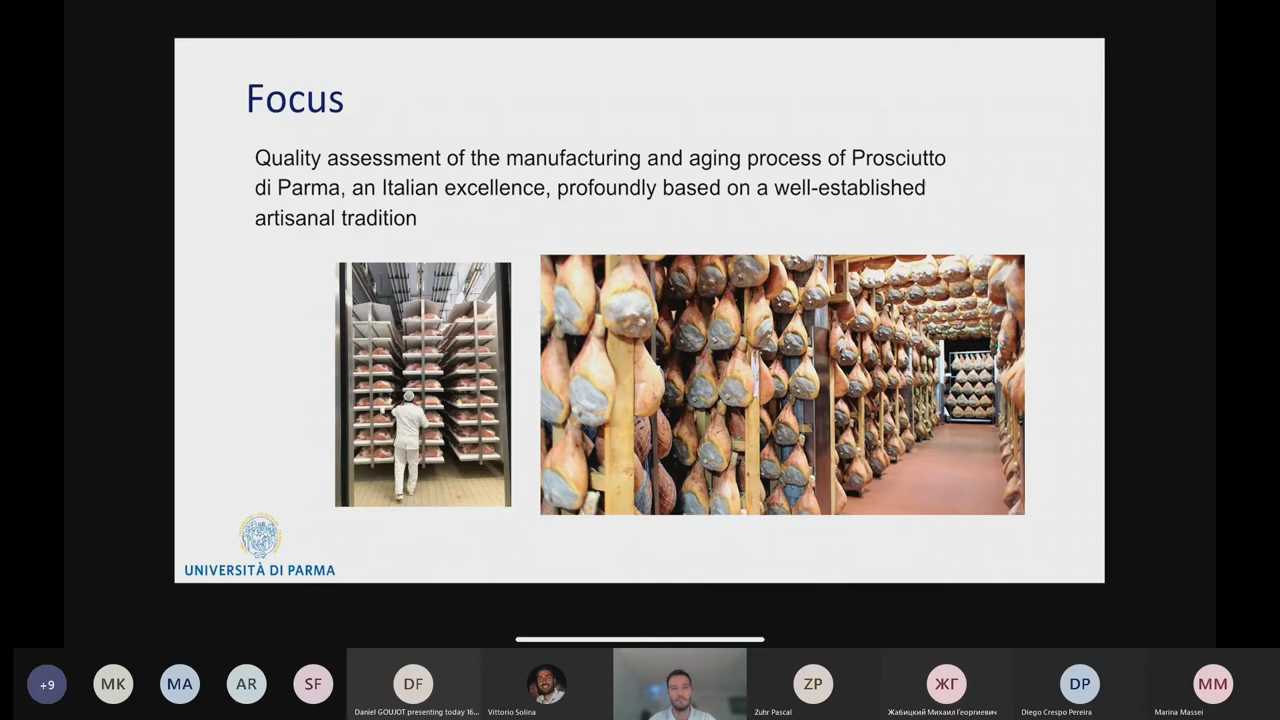 Focus
Quality assessment of the manufacturing and aging process of Prosciutto
di Parma, an Italian excellence, profoundly based on a well-established
artisanal tradition
UNIVERSITÀ DI PARMA
+9
MK
MA
AR
SF
DF
ZP
ЖГ
DP
MM
Daniel GOUJOT presenting today 16...
Vittorio Solina
Zuhr Pascal
Жабицкий Михаил Георгиевич
Diego Crespo Pereira
Marina Massei